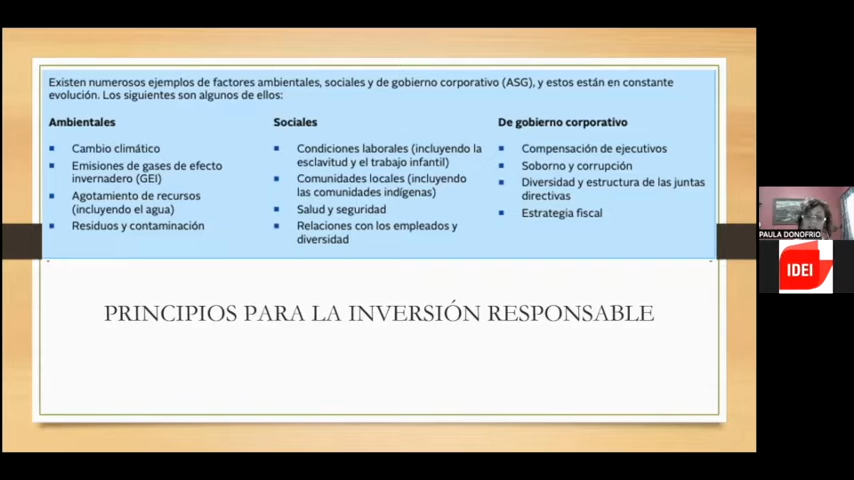 Existen numerosos ejemplos de factores ambientales, sociales y de gobierno corporativo (ASG), y estos están en constante
evolución. Los siguientes son algunos de ellos:
Ambientales
Cambio climático
Emisiones de gases de efecto
invernadero (GEI)
Agotamiento de recursos
(incluyendo el agua)
Residuos y contaminación
Sociales
Condiciones laborales (incluyendo la
esclavitud y el trabajo infantil)
Comunidades locales (incluyendo
las comunidades indígenas)
Salud y seguridad
Relaciones con los empleados y
diversidad
De gobierno corporativo
Compensación de ejecutivos
Soborno y corrupción
Diversidad y estructura de las juntas
directivas
Estrategia fiscal
PRINCIPIOS PARA LA INVERSIÓN RESPONSABLE
PAULA DONOFRIO
IDEI